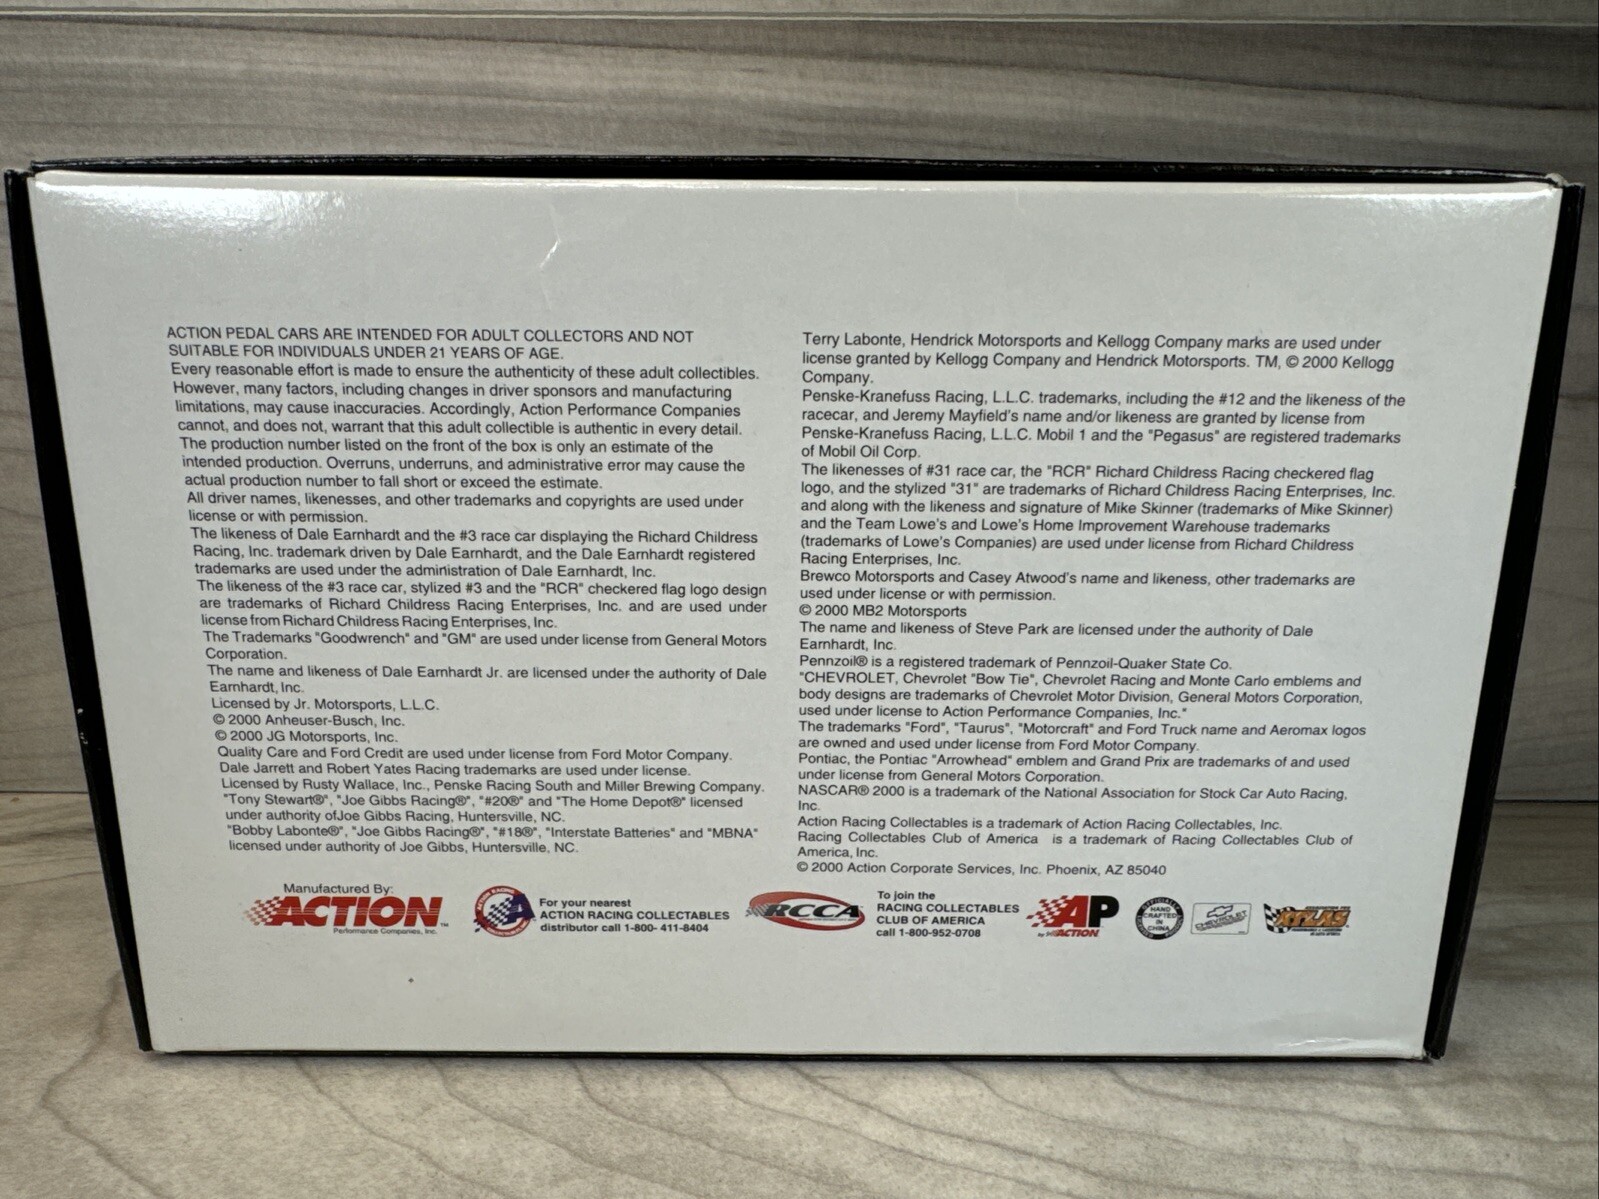 ACTION PEDAL CARS ARE INTENDED FOR ADULT COLLECTORS AND NOT
SUITABLE FOR INDIVIDUALS UNDER 21 YEARS OF AGE.
Every reasonable effort is made to ensure the authenticity of these adult collectibles.
However, many factors, including changes in driver sponsors and manufacturing
limitations, may cause inaccuracies. Accordingly, Action Performance Companies
cannot, and does not, warrant that this adult collectible is authentic in every detail.
The production number listed on the front of the box is only an estimate of the
intended production. Overruns, underruns, and administrative error may cause the
actual production number to fall short or exceed the estimate.
All driver names, likenesses, and other trademarks and copyrights are used under
license or with permission.
The likeness of Dale Earnhardt and the #3 race car displaying the Richard Childress
Racing, Inc. trademark driven by Dale Earnhardt, and the Dale Earnhardt registered
trademarks are used under the administration of Dale Earnhardt, Inc.
The likeness of the #3 race car, stylized #3 and the "RCR" checkered flag logo design
are trademarks of Richard Childress Racing Enterprises, Inc. and are used under
license from Richard Childress Racing Enterprises, Inc.
The Trademarks "Goodwrench" and "GM" are used under license from General Motors
Corporation.
The name and likeness of Dale Earnhardt Jr. are licensed under the authority of Dale
Earnhardt, Inc.
Licensed by Jr. Motorsports, L.L.C.
© 2000 Anheuser-Busch, Inc.
© 2000 JG Motorsports, Inc.
Quality Care and Ford Credit are used under license from Ford Motor Company.
Dale Jarrett and Robert Yates Racing trademarks are used under license.
Licensed by Rusty Wallace, Inc., Penske Racing South and Miller Brewing Company.
"Tony Stewart®", "Joe Gibbs Racing®", "#20®" and "The Home Depot®" licensed
under authority ofJoe Gibbs Racing, Huntersville, NC.
"Bobby Labonte®", "Joe Gibbs Racing®", "#18®", "Interstate Batteries" and "MBNA"
licensed under authority of Joe Gibbs, Huntersville, NC.
Terry Labonte, Hendrick Motorsports and Kellogg Company marks are used under
license granted by Kellogg Company and Hendrick Motorsports. TM, © 2000 Kellogg
Company.
Penske-Kranefuss Racing, L.L.C. trademarks, including the #12 and the likeness of the
racecar, and Jeremy Mayfield's name and/or likeness are granted by license from
Penske-Kranefuss Racing, L.L.C. Mobil 1 and the "Pegasus" are registered trademarks
of Mobil Oil Corp.
The likenesses of #31 race car, the "RCR" Richard Childress Racing checkered flag
logo, and the stylized "31" are trademarks of Richard Childress Racing Enterprises, Inc.
and along with the likeness and signature of Mike Skinner (trademarks of Mike Skinner)
and the Team Lowe's and Lowe's Home Improvement Warehouse trademarks
(trademarks of Lowe's Companies) are used under license from Richard Childress
Racing Enterprises, Inc.
Brewco Motorsports and Casey Atwood's name and likeness, other trademarks are
used under license or with permission.
© 2000 MB2 Motorsports
The name and likeness of Steve Park are licensed under the authority of Dale
Earnhardt, Inc.
Pennzoil® is a registered trademark of Pennzoil-Quaker State Co.
"CHEVROLET, Chevrolet "Bow Tie", Chevrolet Racing and Monte Carlo emblems and
body designs are trademarks of Chevrolet Motor Division, General Motors Corporation,
used under license to Action Performance Companies, Inc."
The trademarks "Ford", "Taurus", "Motorcraft" and Ford Truck name and Aeromax logos
are owned and used under license from Ford Motor Company.
Pontiac, the Pontiac "Arrowhead" emblem and Grand Prix are trademarks of and used
under license from General Motors Corporation.
NASCAR® 2000 is a trademark of the National Association for Stock Car Auto Racing,
Inc.
Action Racing Collectables is a trademark of Action Racing Collectables, Inc.
Racing Collectables Club of America is a trademark of Racing Collectables Club of
America, Inc.
© 2000 Action Corporate Services, Inc. Phoenix, AZ 85040
Manufactured By:
ACTION™
Performance Companies, Inc.
For your nearest
ACTION RACING COLLECTABLES
distributor call 1-800- 411-8404
RCCA
To join the
RACING COLLECTABLES
CLUB OF AMERICA
call 1-800-952-0708
AP
by ACTION
OFFICIALLY
HAND
CRAFTED
IN
CHINA
CHEVROLET
ATLAS